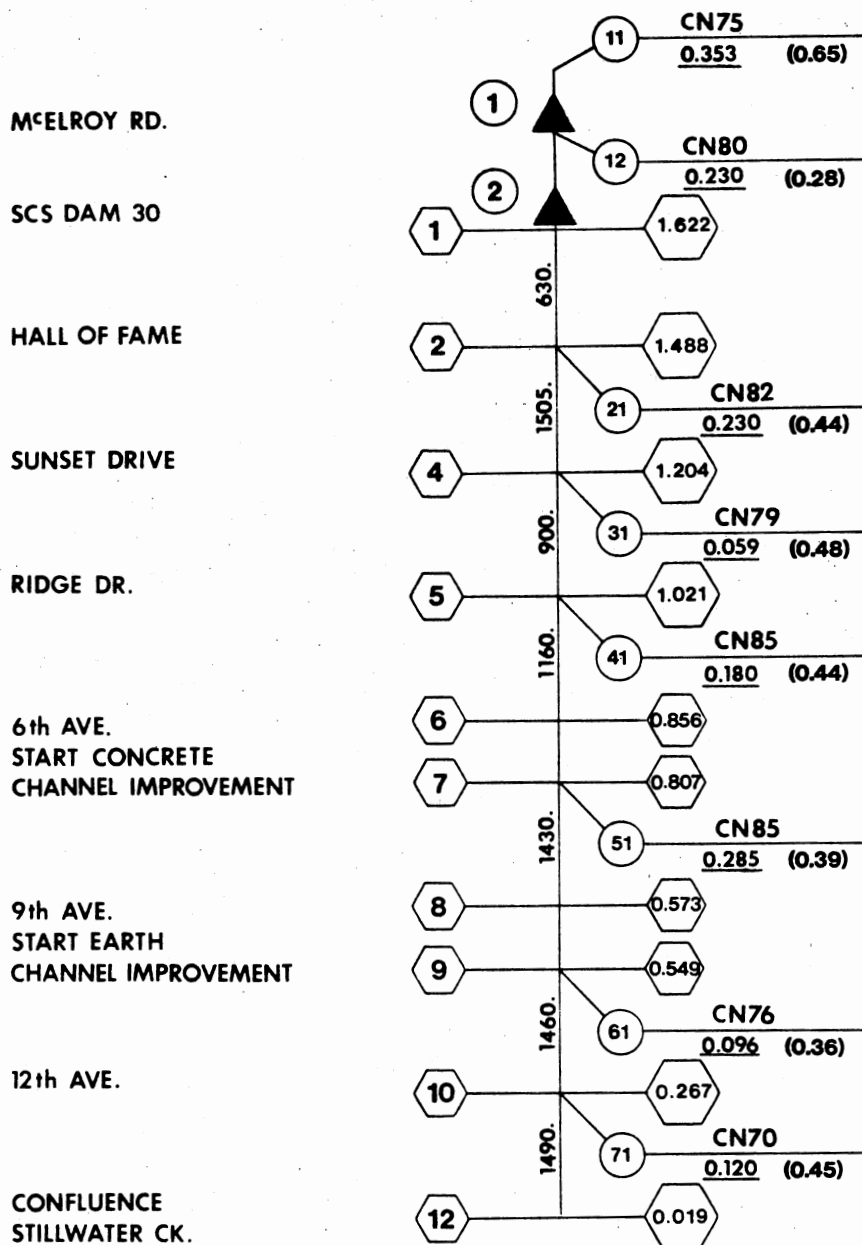 11 CN75
0.353 (0.65)
1
MCELROY RD.
12 CN80
0.230 (0.28)
2
SCS DAM 30
1 1.622
630.
HALL OF FAME
2 1.488
CN82
21 0.230 (0.44)
1505.
SUNSET DRIVE
4 1.204
CN79
31 0.059 (0.48)
900.
RIDGE DR.
5 1.021
CN85
41 0.180 (0.44)
1160.
6th AVE.
START CONCRETE
CHANNEL IMPROVEMENT
6 0.856
7 0.807
CN85
51 0.285 (0.39)
1430.
9th AVE.
START EARTH
CHANNEL IMPROVEMENT
8 0.573
9 0.549
CN76
61 0.096 (0.36)
1460.
12th AVE.
10 0.267
CN70
71 0.120 (0.45)
1490.
CONFLUENCE
STILLWATER CK.
12 0.019